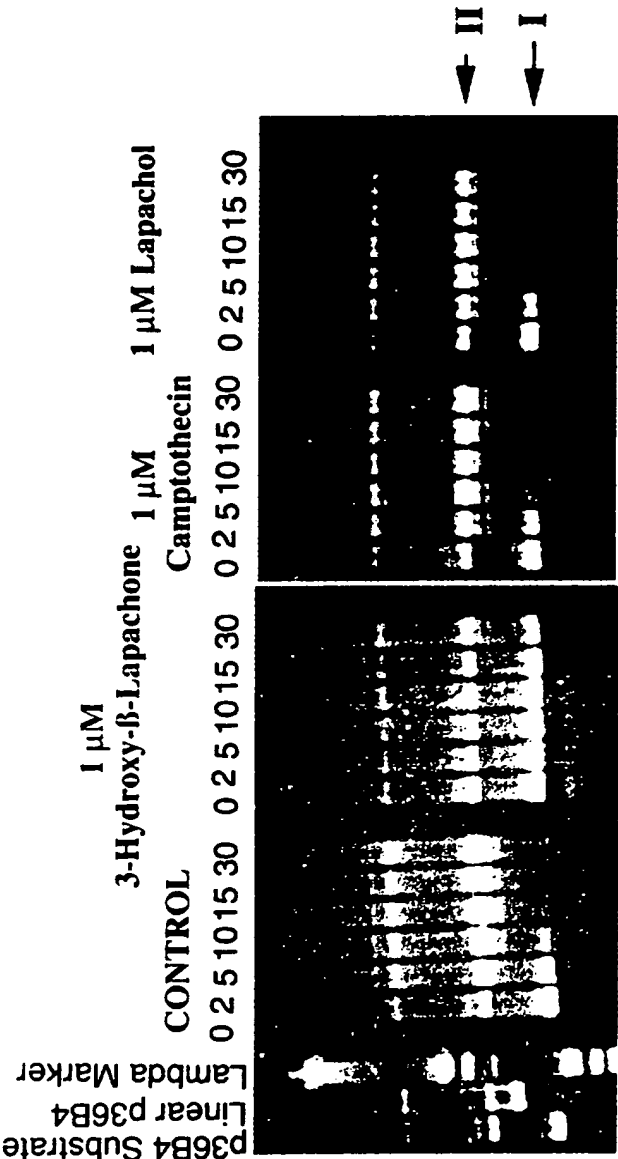 p36B4 Substrate
Linear p36B4
Lambda Marker
CONTROL
0 2 5 10 15 30
1 µM
3-Hydroxy-ß-Lapachone
0 2 5 10 15 30
1 µM
Camptothecin
0 2 5 10 15 30
1 µM Lapachol
0 2 5 10 15 30
II
I